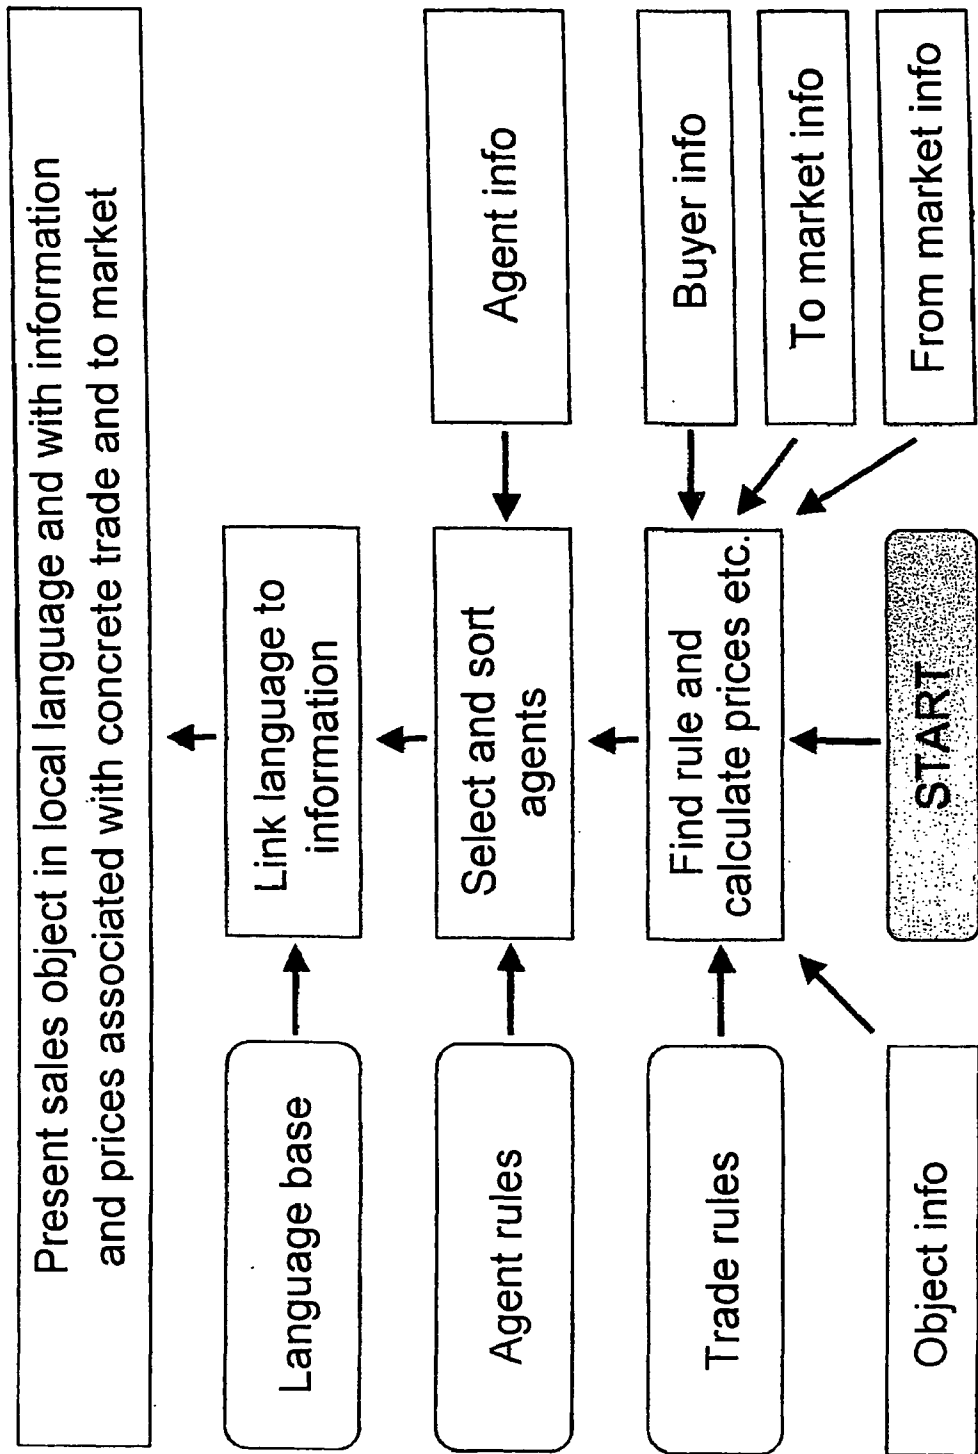 Present sales object in local language and with information
and prices associated with concrete trade and to market
Language base
Link language to
information
Agent rules
Select and sort
agents
Agent info
Trade rules
Find rule and
calculate prices etc.
Buyer info
To market info
Object info
START
From market info